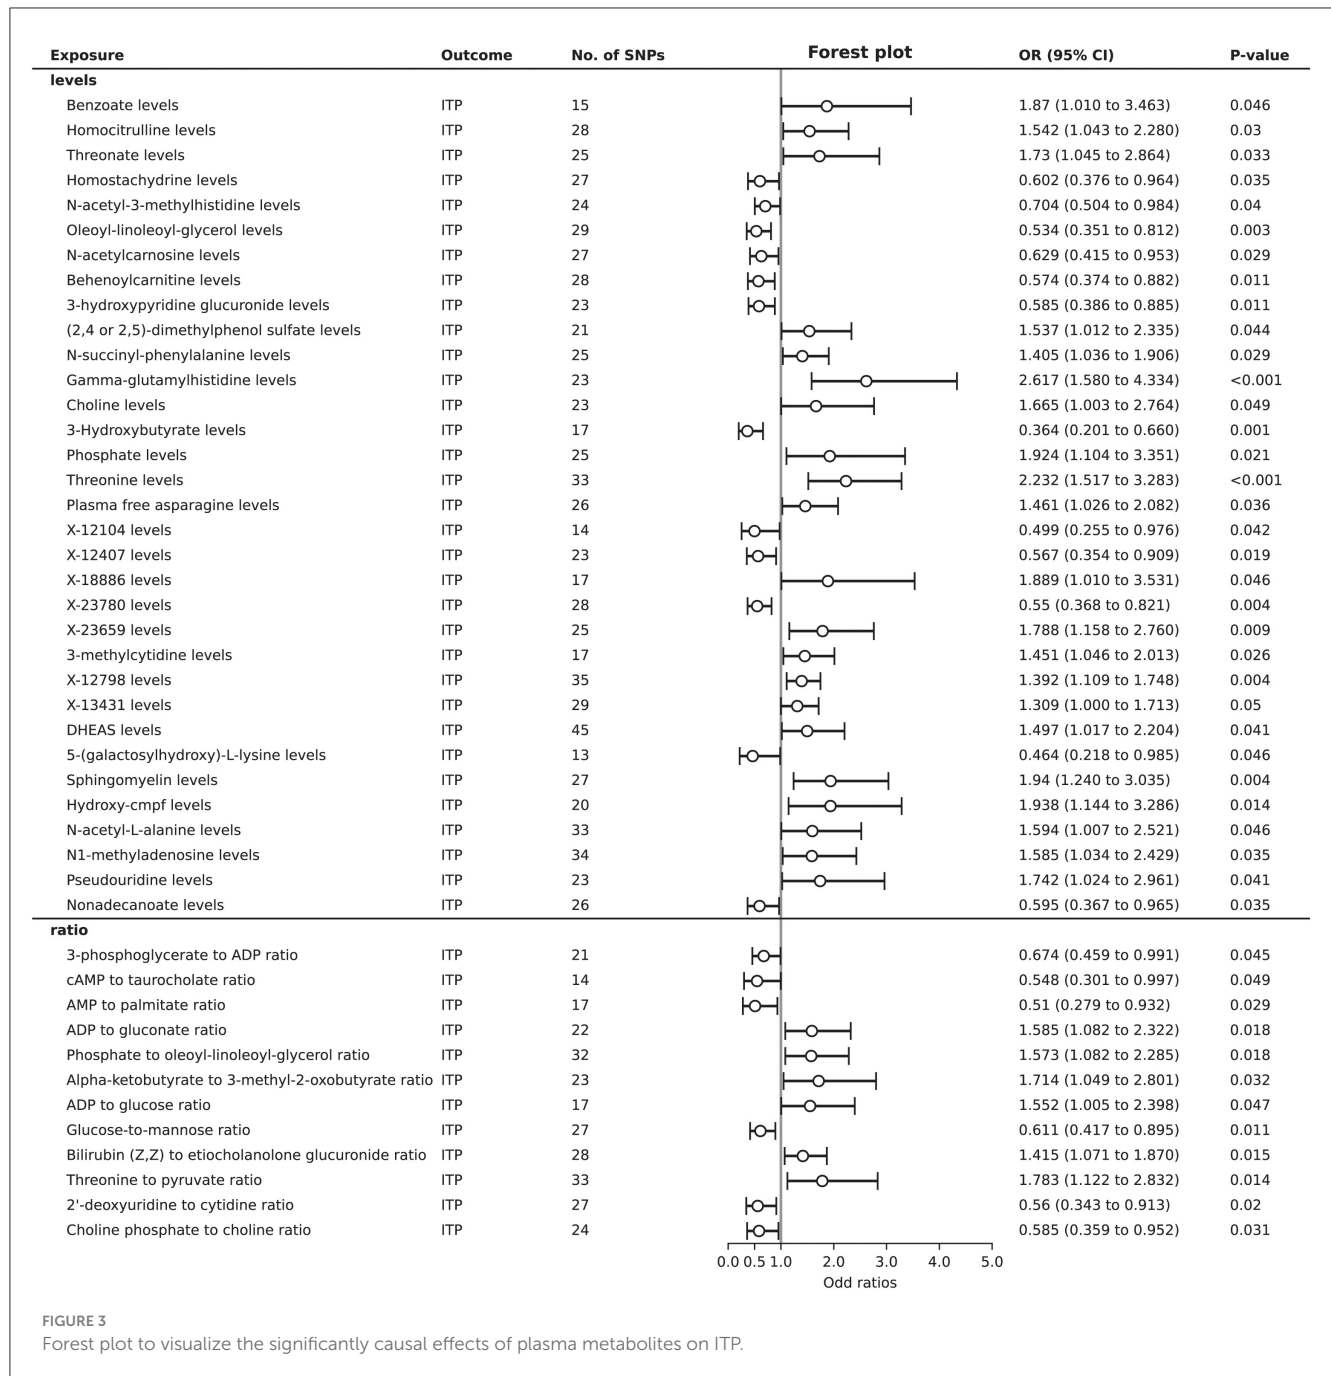 Exposure Outcome No. of SNPs Forest plot OR (95% CI) P-value
levels
Benzoate levels ITP 15 1.87 (1.010 to 3.463) 0.046
Homocitrulline levels ITP 28 1.542 (1.043 to 2.280) 0.03
Threonate levels ITP 25 1.73 (1.045 to 2.864) 0.033
Homostachydrine levels ITP 27 0.602 (0.376 to 0.964) 0.035
N-acetyl-3-methylhistidine levels ITP 24 0.704 (0.504 to 0.984) 0.04
Oleoyl-linoleoyl-glycerol levels ITP 29 0.534 (0.351 to 0.812) 0.003
N-acetylcarnosine levels ITP 27 0.629 (0.415 to 0.953) 0.029
Behenoylcarnitine levels ITP 28 0.574 (0.374 to 0.882) 0.011
3-hydroxypyridine glucuronide levels ITP 23 0.585 (0.386 to 0.885) 0.011
(2,4 or 2,5)-dimethylphenol sulfate levels ITP 21 1.537 (1.012 to 2.335) 0.044
N-succinyl-phenylalanine levels ITP 25 1.405 (1.036 to 1.906) 0.029
Gamma-glutamylhistidine levels ITP 23 2.617 (1.580 to 4.334) <0.001
Choline levels ITP 23 1.665 (1.003 to 2.764) 0.049
3-Hydroxybutyrate levels ITP 17 0.364 (0.201 to 0.660) 0.001
Phosphate levels ITP 25 1.924 (1.104 to 3.351) 0.021
Threonine levels ITP 33 2.232 (1.517 to 3.283) <0.001
Plasma free asparagine levels ITP 26 1.461 (1.026 to 2.082) 0.036
X-12104 levels ITP 14 0.499 (0.255 to 0.976) 0.042
X-12407 levels ITP 23 0.567 (0.354 to 0.909) 0.019
X-18886 levels ITP 17 1.889 (1.010 to 3.531) 0.046
X-23780 levels ITP 28 0.55 (0.368 to 0.821) 0.004
X-23659 levels ITP 25 1.788 (1.158 to 2.760) 0.009
3-methylcytidine levels ITP 17 1.451 (1.046 to 2.013) 0.026
X-12798 levels ITP 35 1.392 (1.109 to 1.748) 0.004
X-13431 levels ITP 29 1.309 (1.000 to 1.713) 0.05
DHEAS levels ITP 45 1.497 (1.017 to 2.204) 0.041
5-(galactosylhydroxy)-L-lysine levels ITP 13 0.464 (0.218 to 0.985) 0.046
Sphingomyelin levels ITP 27 1.94 (1.240 to 3.035) 0.004
Hydroxy-cmpf levels ITP 20 1.938 (1.144 to 3.286) 0.014
N-acetyl-L-alanine levels ITP 33 1.594 (1.007 to 2.521) 0.046
N1-methyladenosine levels ITP 34 1.585 (1.034 to 2.429) 0.035
Pseudouridine levels ITP 23 1.742 (1.024 to 2.961) 0.041
Nonadecanoate levels ITP 26 0.595 (0.367 to 0.965) 0.035
ratio
3-phosphoglycerate to ADP ratio ITP 21 0.674 (0.459 to 0.991) 0.045
cAMP to taurocholate ratio ITP 14 0.548 (0.301 to 0.997) 0.049
AMP to palmitate ratio ITP 17 0.51 (0.279 to 0.932) 0.029
ADP to gluconate ratio ITP 22 1.585 (1.082 to 2.322) 0.018
Phosphate to oleoyl-linoleoyl-glycerol ratio ITP 32 1.573 (1.082 to 2.285) 0.018
Alpha-ketobutyrate to 3-methyl-2-oxobutyrate ratio ITP 23 1.714 (1.049 to 2.801) 0.032
ADP to glucose ratio ITP 17 1.552 (1.005 to 2.398) 0.047
Glucose-to-mannose ratio ITP 27 0.611 (0.417 to 0.895) 0.011
Bilirubin (Z,Z) to etiocholanolone glucuronide ratio ITP 28 1.415 (1.071 to 1.870) 0.015
Threonine to pyruvate ratio ITP 33 1.783 (1.122 to 2.832) 0.014
2'-deoxyuridine to cytidine ratio ITP 27 0.56 (0.343 to 0.913) 0.02
Choline phosphate to choline ratio ITP 24 0.585 (0.359 to 0.952) 0.031
0.0 0.5 1.0 2.0 3.0 4.0 5.0
Odd ratios
FIGURE 3
Forest plot to visualize the significantly causal effects of plasma metabolites on ITP.